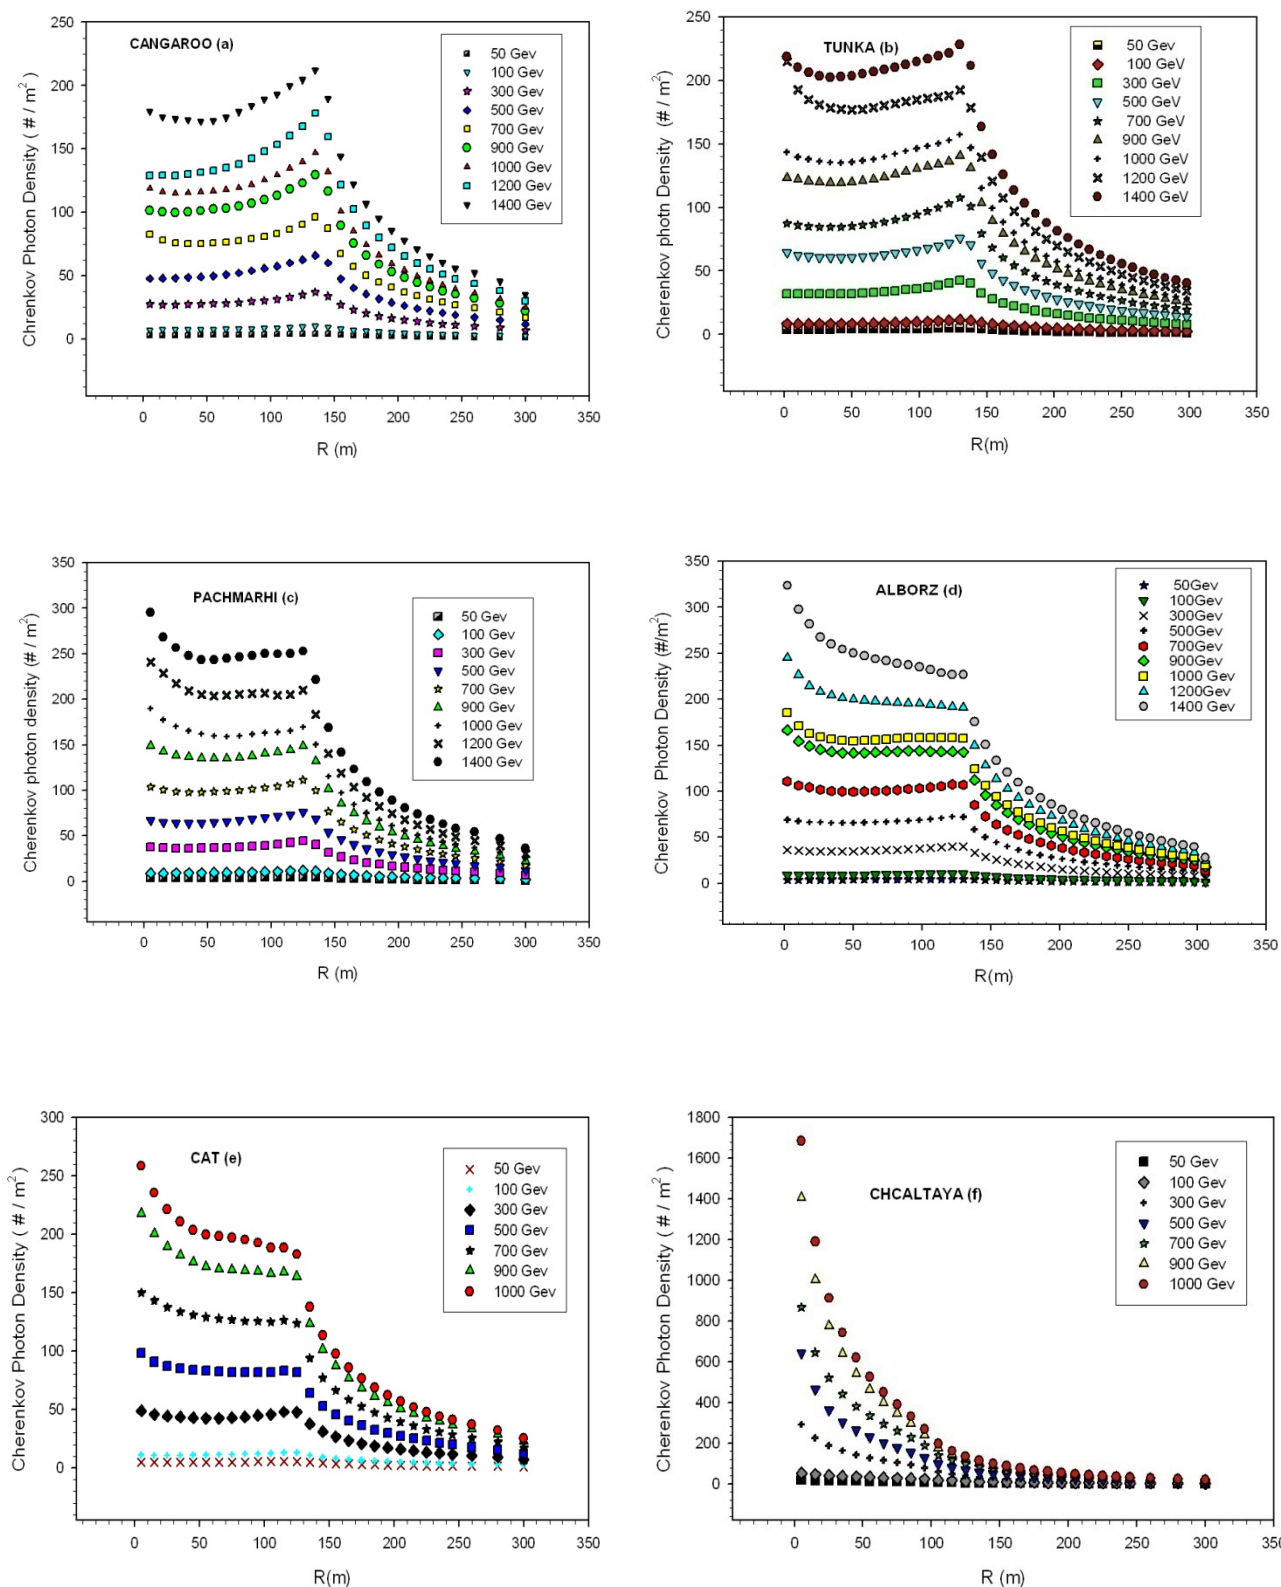 CANGAROO (a)
Chrenkov Photon Density ( # / m²)
250
200
150
100
50
0
50 Gev
100 Gev
300 Gev
500 Gev
700 Gev
900 Gev
1000 Gev
1200 Gev
1400 Gev
0 50 100 150 200 250 300 350
R (m)
TUNKA (b)
Cherenkov photn Density (# / m²)
250
200
150
100
50
0
50 GeV
100 GeV
300 GeV
500 GeV
700 GeV
900 GeV
1000 GeV
1200 GeV
1400 GeV
0 50 100 150 200 250 300 350
R(m)
PACHMARHI (c)
Cherenkov photon density (# / m²)
350
300
250
200
150
100
50
0
50 Gev
100 Gev
300 Gev
500 Gev
700 Gev
900 Gev
1000 Gev
1200 Gev
1400 Gev
0 50 100 150 200 250 300 350
R (m)
ALBORZ (d)
Cherenkov Photon Density (#/m²)
350
300
250
200
150
100
50
0
50Gev
100Gev
300Gev
500Gev
700Gev
900Gev
1000 Gev
1200Gev
1400 Gev
0 50 100 150 200 250 300 350
R(m)
CAT (e)
Cherenkov Photon Density ( # / m²)
300
250
200
150
100
50
0
50 Gev
100 Gev
300 Gev
500 Gev
700 Gev
900 Gev
1000 Gev
0 50 100 150 200 250 300 350
R(m)
CHCALTAYA (f)
Cherenkov Photon Density ( # / m²)
1800
1600
1400
1200
1000
800
600
400
200
0
50 Gev
100 Gev
300 Gev
500 Gev
700 Gev
900 Gev
1000 Gev
0 50 100 150 200 250 300 350
R (m)